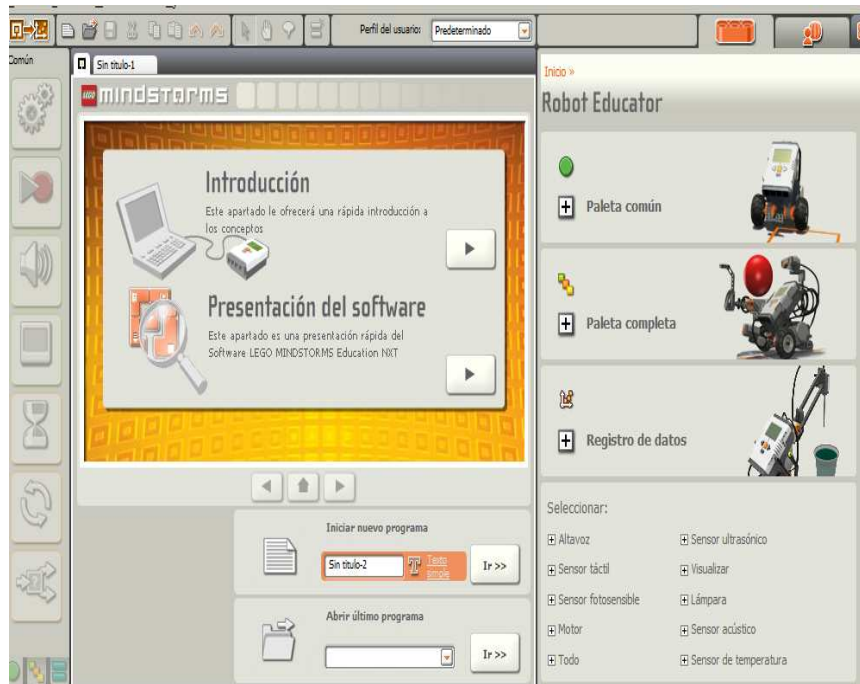 Perfil del usuario: Predeterminado
Común
Sin titulo-1
LEGO mindstorms
Introducción
Este apartado le ofrecerá una rápida introducción a
los conceptos
Presentación del software
Este apartado es una presentación rápida del
Software LEGO MINDSTORMS Education NXT
Iniciar nuevo programa
Sin titulo-2
T Texto
simple
Ir >>
Abrir último programa
Ir >>
Inicio »
Robot Educator
Paleta común
Paleta completa
Registro de datos
Seleccionar:
Altavoz
Sensor ultrasónico
Sensor táctil
Visualizar
Sensor fotosensible
Lámpara
Motor
Sensor acústico
Todo
Sensor de temperatura